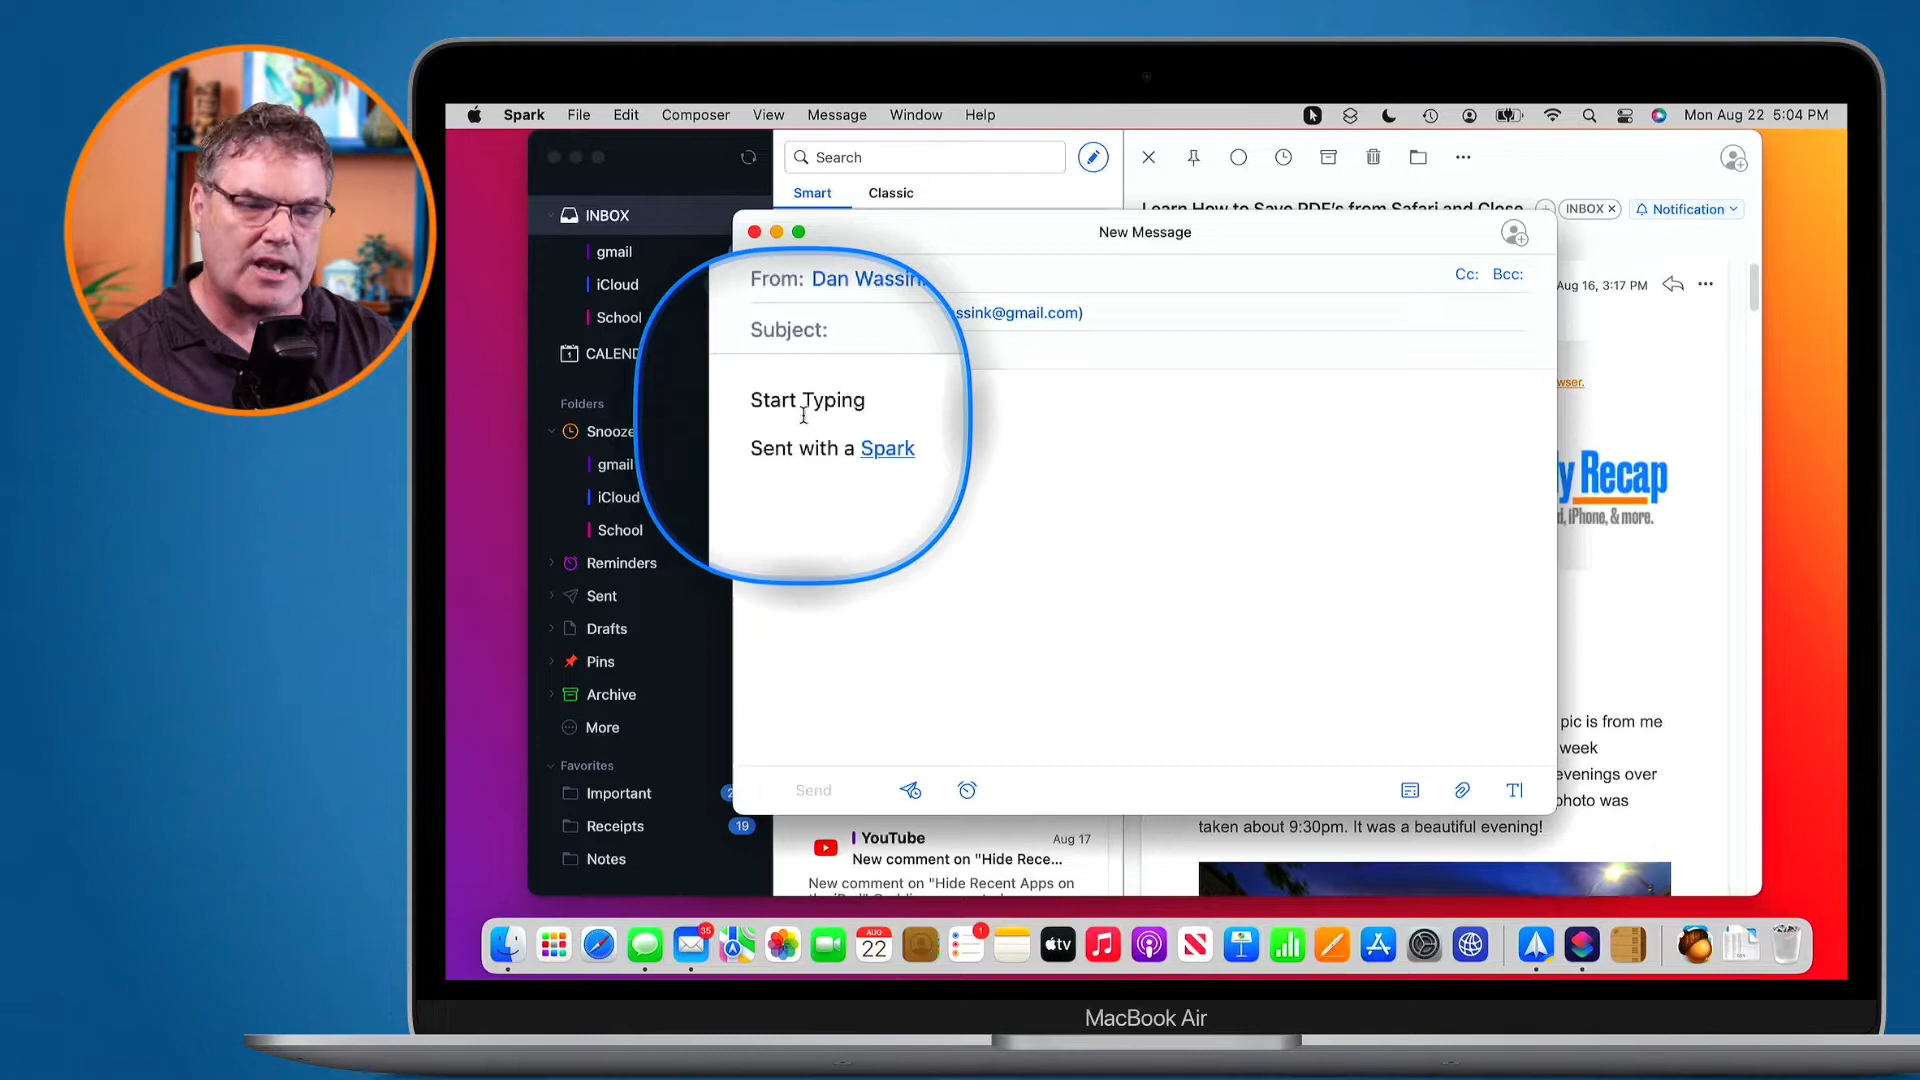 Spark File Edit Composer View Message Window Help Mon Aug 22 5:04 PM
Search
Smart Classic
INBOX
gmail
iCloud
School
CALEND
Folders
Snooze
gmail
iCloud
School
Reminders
Sent
Drafts
Pins
Archive
More
Favorites
Important
Receipts 19
Notes
Learn How to Save PDF's from Safari and Close
INBOX
Notification
New Message
From: Dan Wassin
Cc: Bcc:
ssink@gmail.com)
Subject:
Start Typing
Sent with a Spark
Send
Aug 16, 3:17 PM
wser.
y Recap
d, iPhone, & more.
pic is from me
week
evenings over
photo was
taken about 9:30pm. It was a beautiful evening!
YouTube Aug 17
New comment on "Hide Rece...
New comment on "Hide Recent Apps on
35
AUG
22
1
tv
MacBook Air